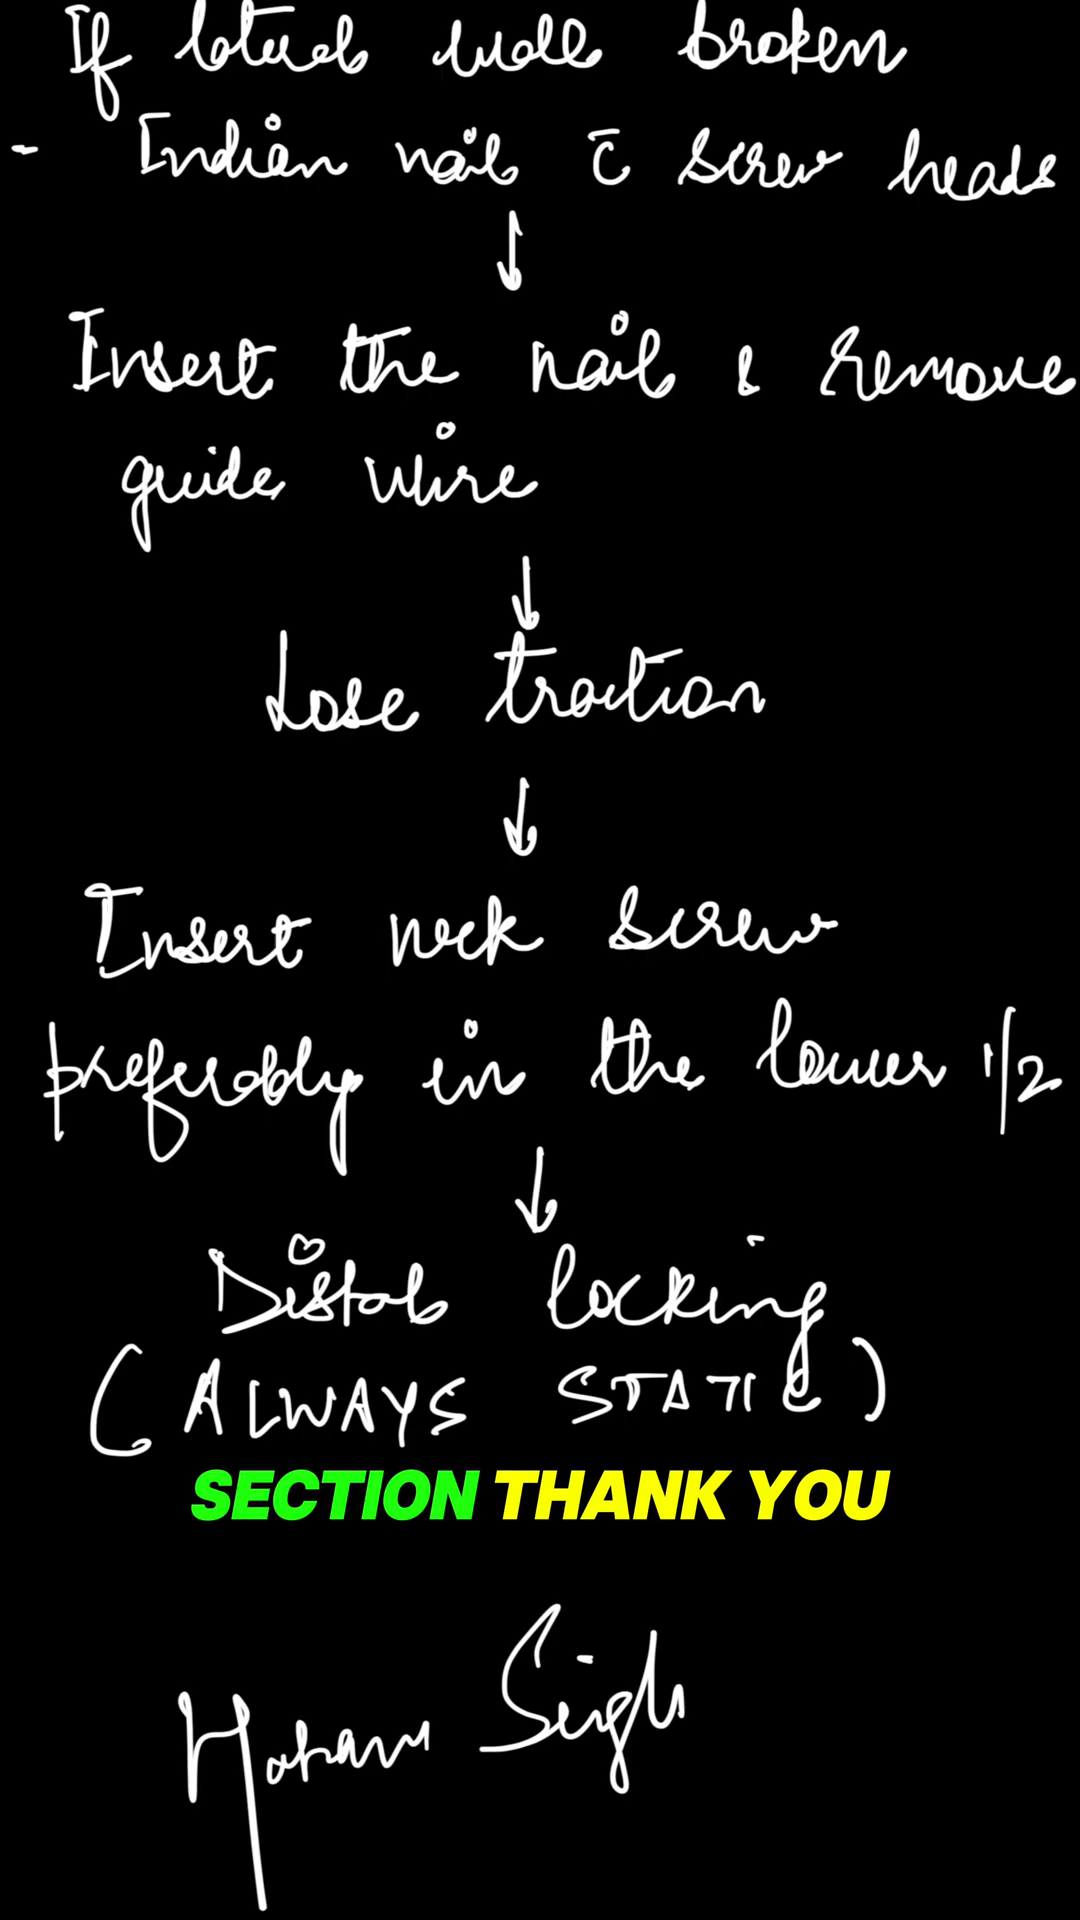 If lateral wall broken
- Indian nail c̄ screw heads
↓
Insert the nail & remove
guide wire
↓
Lose traction
↓
Insert neck screw
preferably in the lower 1/2
↓
Distal locking
(ALWAYS STATIC)
SECTION THANK YOU
Singh